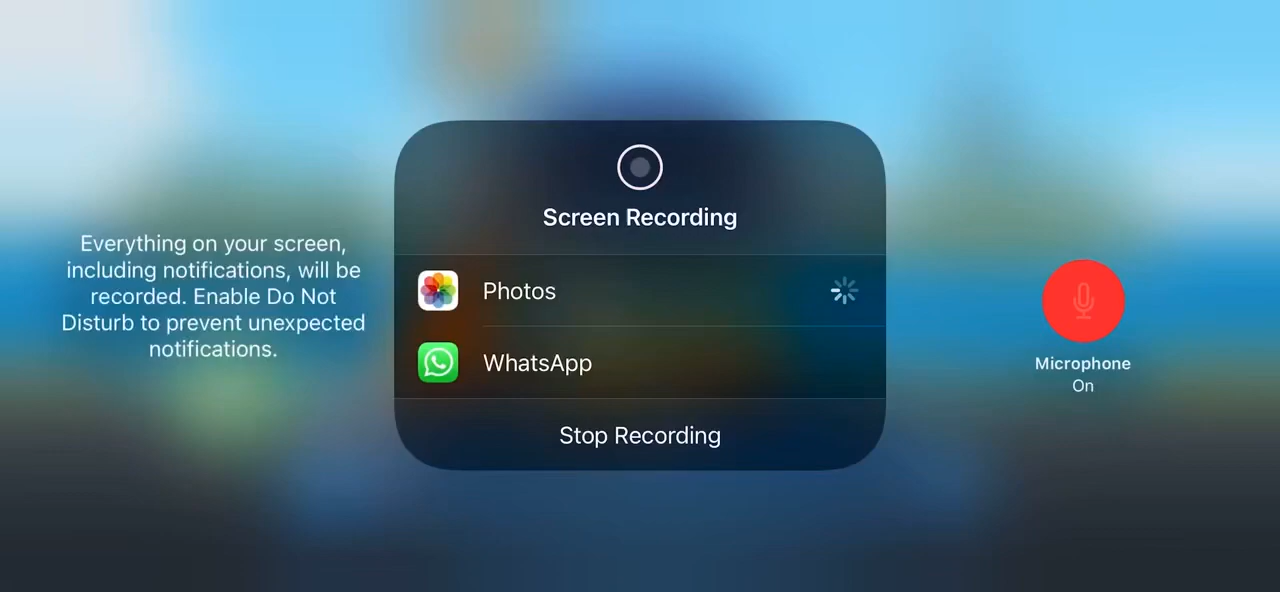 Screen Recording
Everything on your screen,
including notifications, will be
recorded. Enable Do Not
Disturb to prevent unexpected
notifications.
Photos
WhatsApp
Stop Recording
Microphone
On